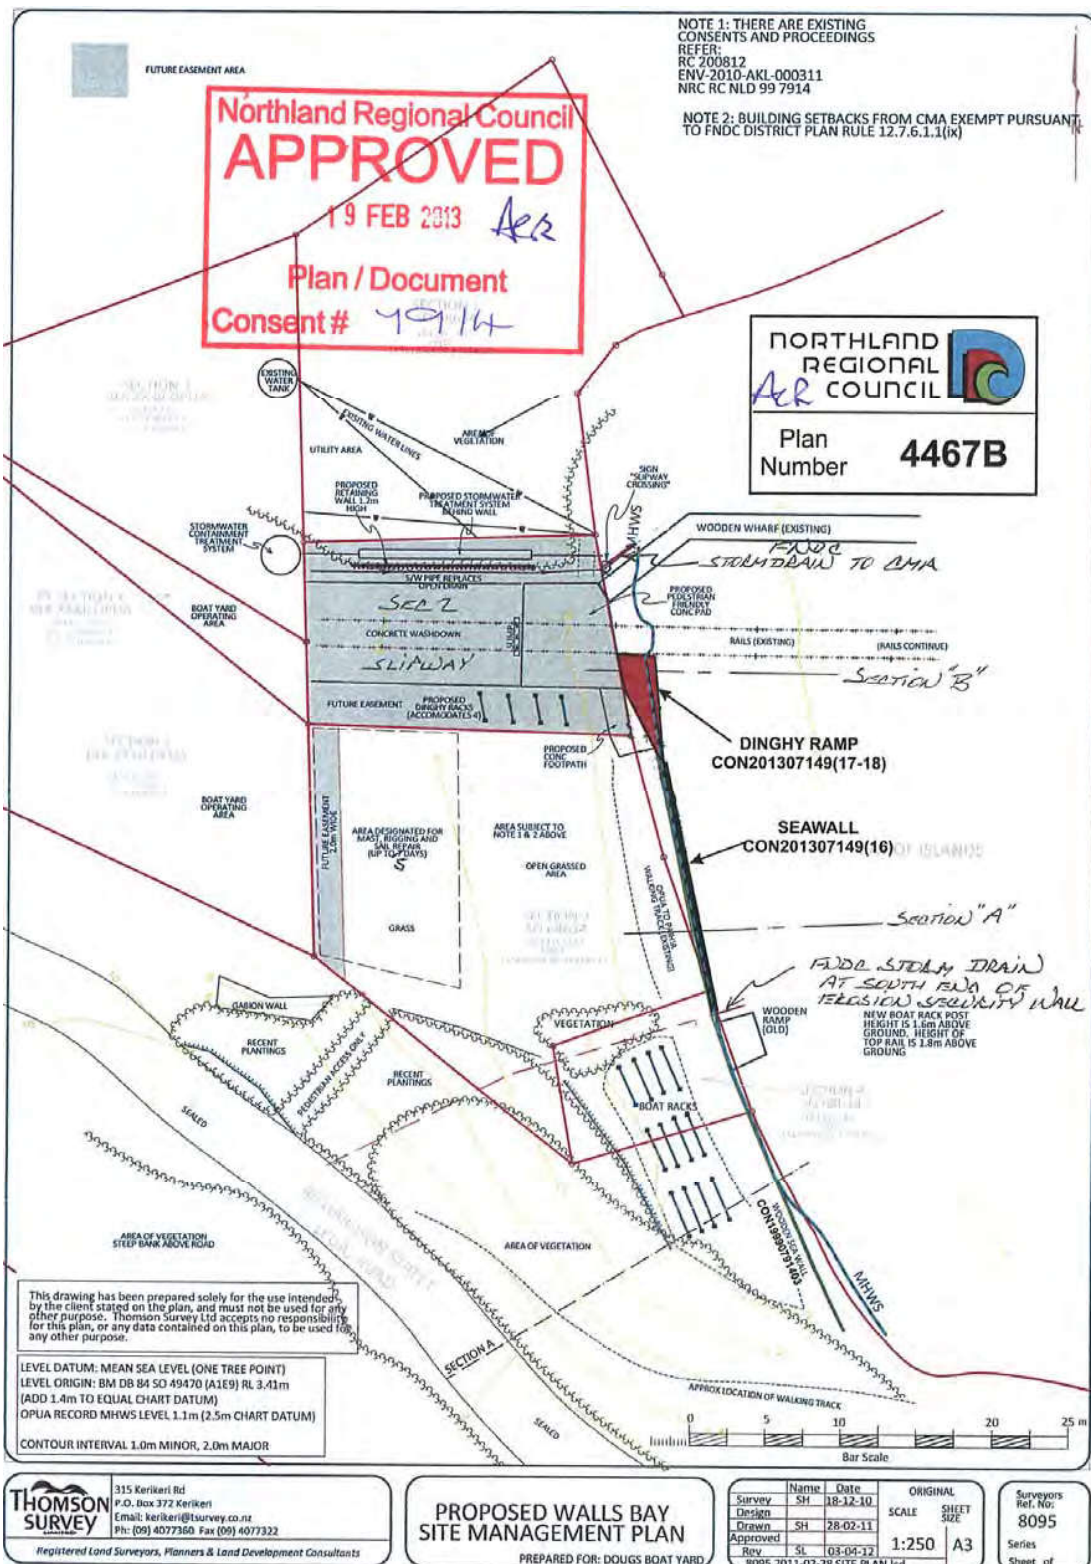 FUTURE EASEMENT AREA
NOTE 1: THERE ARE EXISTING
CONSENTS AND PROCEEDINGS
REFER:
RC 200812
ENV-2010-AKL-000311
NRC RC NLD 99 7914
NOTE 2: BUILDING SETBACKS FROM CMA EXEMPT PURSUANT
TO FNDC DISTRICT PLAN RULE 12.7.6.1.1(ix)
Northland Regional Council
APPROVED
19 FEB 2013
Plan / Document
Consent # 7914
NORTHLAND
REGIONAL
COUNCIL
Plan
Number
4467B
EXISTING
WATER
TANK
EXISTING WATER LINES
AREA OF
VEGETATION
UTILITY AREA
PROPOSED
RETAINING
WALL 1.2m
HIGH
PROPOSED STORMWATER
TREATMENT SYSTEM
BEHIND WALL
SIGN
"SLIPWAY
CROSSING"
MHWS
WOODEN WHARF (EXISTING)
FNDC
STORMDRAIN TO CMA
STORMWATER
CONTAINMENT
TREATMENT
SYSTEM
S/W PIPE REPLACES
OPEN DRAIN
SEC 2
PROPOSED
PEDESTRIAN
FRIENDLY
CONC PAD
BOAT YARD
OPERATING
AREA
CONCRETE WASHDOWN
RAILS (EXISTING)
(RAILS CONTINUE)
SLIPWAY
SECTION "B"
FUTURE EASEMENT
PROPOSED
DINGHY RACKS
(ACCOMODATES 4)
PROPOSED
CONC
FOOTPATH
DINGHY RAMP
CON201307149(17-18)
BOAT YARD
OPERATING
AREA
FUTURE EASEMENT
2.0m WIDE
AREA DESIGNATED FOR
MAST, RIGGING AND
SAIL REPAIR
(UP TO 7 DAYS)
5
AREA SUBJECT TO
NOTE 1 & 2 ABOVE
OPEN GRASSED
AREA
SEAWALL
CON201307149(16)
OPUA TO PAIHIA
WALKING TRACK (EXISTING)
GRASS
SECTION "A"
FNDC STORM DRAIN
AT SOUTH END OF
EROSION SECURITY WALL
NEW BOAT RACK POST
HEIGHT IS 1.6m ABOVE
GROUND. HEIGHT OF
TOP RAIL IS 1.8m ABOVE
GROUND
WOODEN
RAMP
(OLD)
GABION WALL
VEGETATION
RECENT
PLANTINGS
PEDESTRIAN ACCESS ONLY
RECENT
PLANTINGS
BOAT RACKS
SEALED
WOODEN SEA WALL
CON19990791403
AREA OF VEGETATION
STEEP BANK ABOVE ROAD
AREA OF VEGETATION
MHWS
SECTION A
SEALED
APPROX LOCATION OF WALKING TRACK
This drawing has been prepared solely for the use intended
by the client stated on the plan, and must not be used for any
other purpose. Thomson Survey Ltd accepts no responsibility
for this plan, or any data contained on this plan, to be used for
any other purpose.
LEVEL DATUM: MEAN SEA LEVEL (ONE TREE POINT)
LEVEL ORIGIN: BM DB 84 SO 49470 (A1E9) RL 3.41m
(ADD 1.4m TO EQUAL CHART DATUM)
OPUA RECORD MHWS LEVEL 1.1m (2.5m CHART DATUM)
CONTOUR INTERVAL 1.0m MINOR, 2.0m MAJOR
0 5 10 20 25 m
Bar Scale
THOMSON
SURVEY
315 Kerikeri Rd
P.O. Box 372 Kerikeri
Email: kerikeri@tsurvey.co.nz
Ph: (09) 4077360 Fax (09) 4077322
Registered Land Surveyors, Planners & Land Development Consultants
PROPOSED WALLS BAY
SITE MANAGEMENT PLAN
PREPARED FOR: DOUGS BOAT YARD
Name Date
Survey SH 18-12-10
Design
Drawn SH 28-02-11
Approved
Rev SL 03-04-12
ORIGINAL
SCALE SHEET SIZE
1:250 A3
Surveyors
Ref. No:
8095
Series
Sheet of